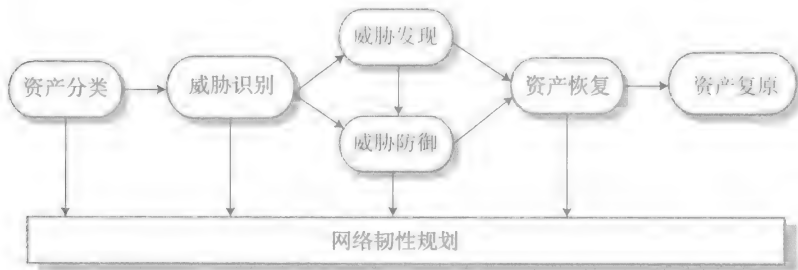 资产分类
威胁识别
威胁发现
威胁防御
资产恢复
资产复原
网络韧性规划